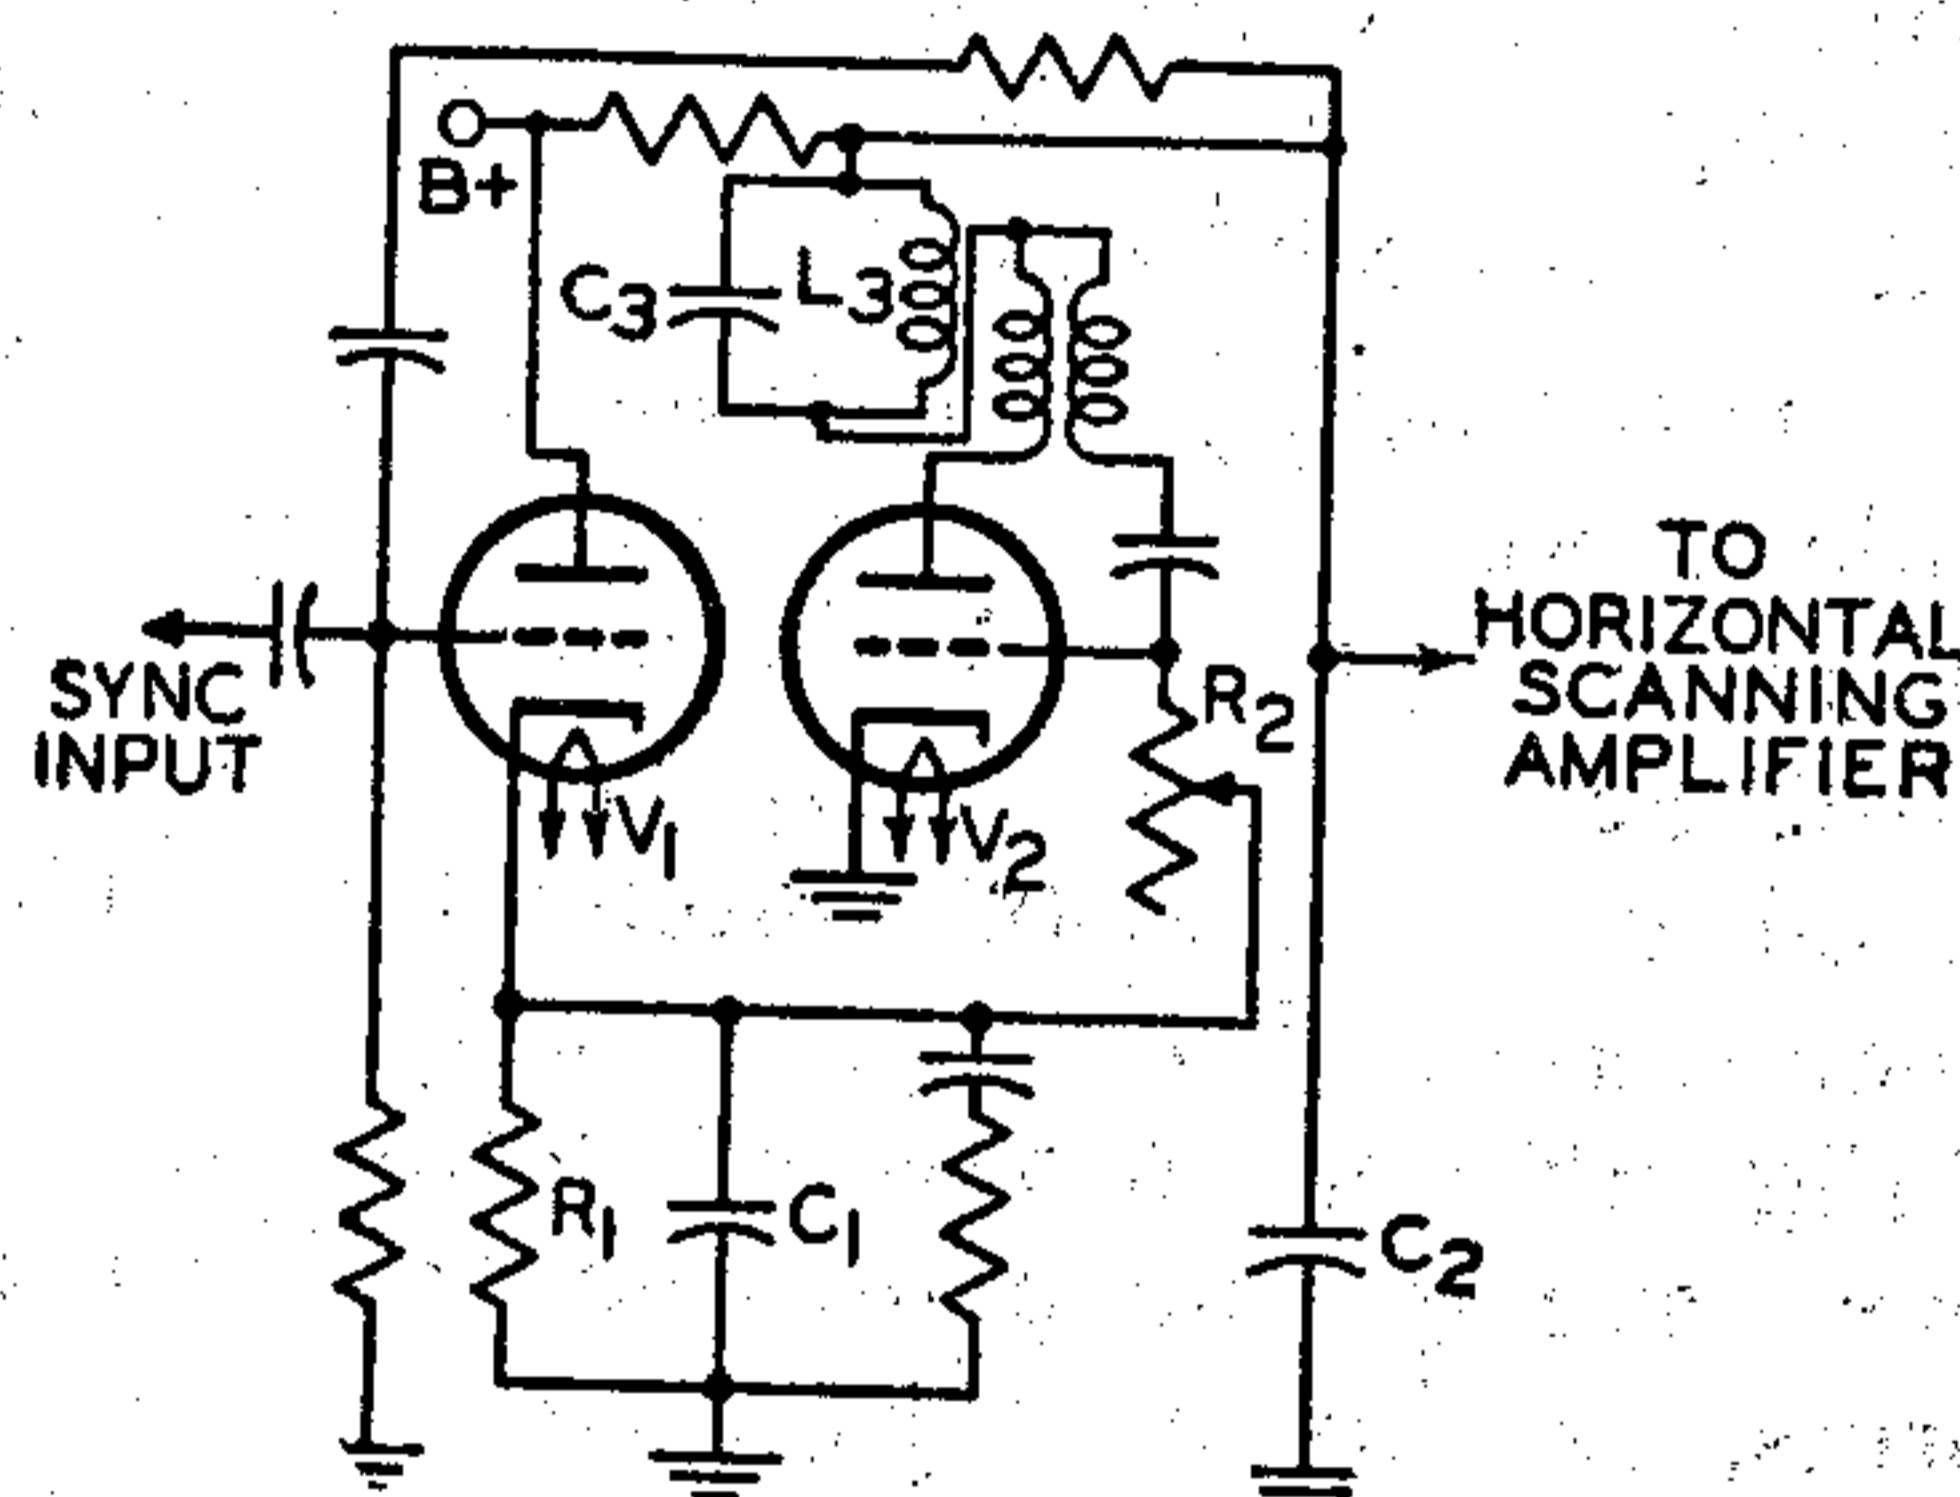 B+
C3
L3
SYNC
INPUT
V1
V2
R2
TO
HORIZONTAL
SCANNING
AMPLIFIER
R1
C1
C2